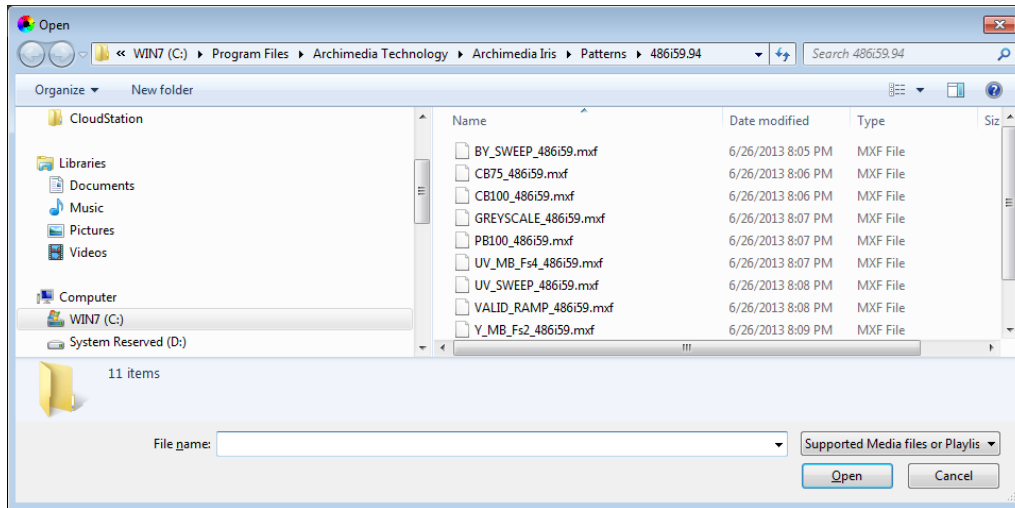 Open
« WIN7 (C:) ▸ Program Files ▸ Archimedia Technology ▸ Archimedia Iris ▸ Patterns ▸ 486i59.94
Search 486i59.94
Organize ▾ New folder
CloudStation
Libraries
Documents
Music
Pictures
Videos
Computer
WIN7 (C:)
System Reserved (D:)
Name Date modified Type Siz
BY_SWEEP_486i59.mxf 6/26/2013 8:05 PM MXF File
CB75_486i59.mxf 6/26/2013 8:06 PM MXF File
CB100_486i59.mxf 6/26/2013 8:06 PM MXF File
GREYSCALE_486i59.mxf 6/26/2013 8:07 PM MXF File
PB100_486i59.mxf 6/26/2013 8:07 PM MXF File
UV_MB_Fs4_486i59.mxf 6/26/2013 8:07 PM MXF File
UV_SWEEP_486i59.mxf 6/26/2013 8:08 PM MXF File
VALID_RAMP_486i59.mxf 6/26/2013 8:08 PM MXF File
Y_MB_Fs2_486i59.mxf 6/26/2013 8:09 PM MXF File
11 items
File name:
Supported Media files or Playlis
Open Cancel